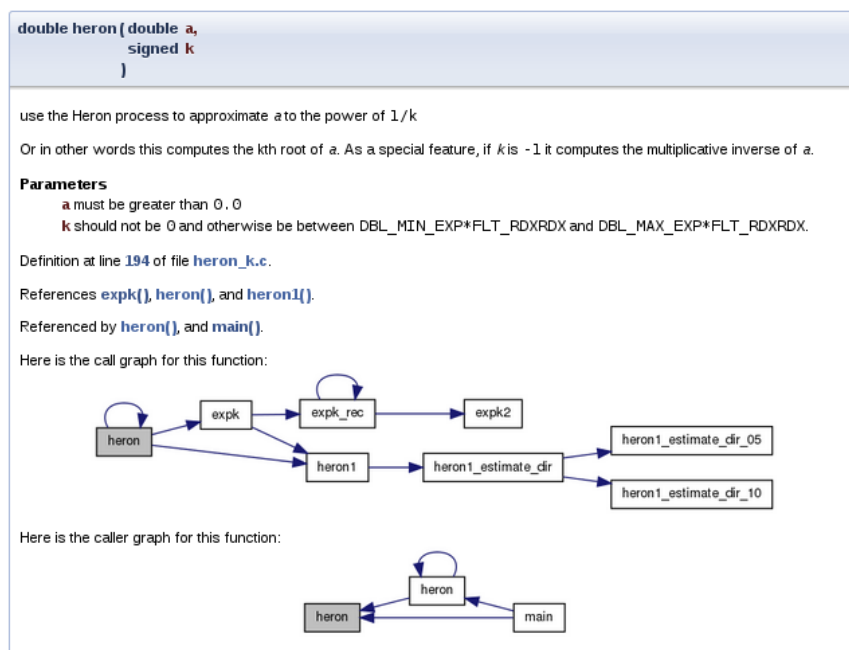 double heron ( double a,
signed k
)
use the Heron process to approximate a to the power of 1/k
Or in other words this computes the kth root of a. As a special feature, if k is -1 it computes the multiplicative inverse of a.
Parameters
a must be greater than 0.0
k should not be 0 and otherwise be between DBL_MIN_EXP*FLT_RDXRDX and DBL_MAX_EXP*FLT_RDXRDX.
Definition at line 194 of file heron_k.c.
References expk(), heron(), and heron1().
Referenced by heron(), and main().
Here is the call graph for this function:
expk
expk_rec
expk2
heron
heron1
heron1_estimate_dir
heron1_estimate_dir_05
heron1_estimate_dir_10
Here is the caller graph for this function:
heron
heron
main